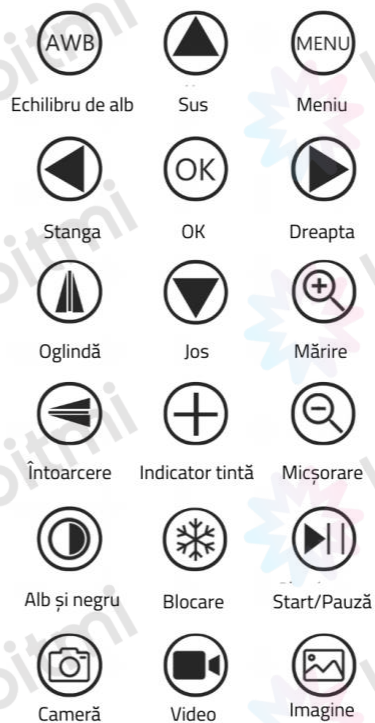 AWB
MENU
Echilibru de alb Sus Meniu
OK
Stanga OK Dreapta
Oglindă Jos Mărire
Întoarcere Indicator tintă Micșorare
Alb și negru Blocare Start/Pauză
Cameră Video Imagine